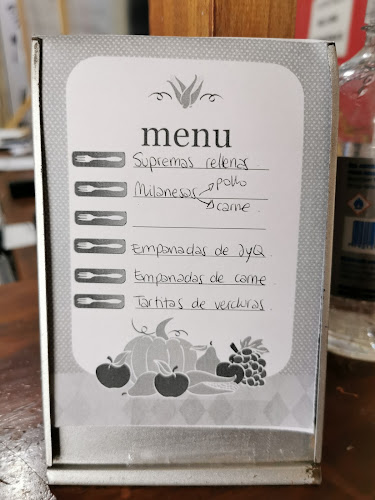 menu
Supremas rellenas
Milanesas → pollo
→ carne
Empanadas de JyQ
Empanadas de carne
Tartitas de verduras.